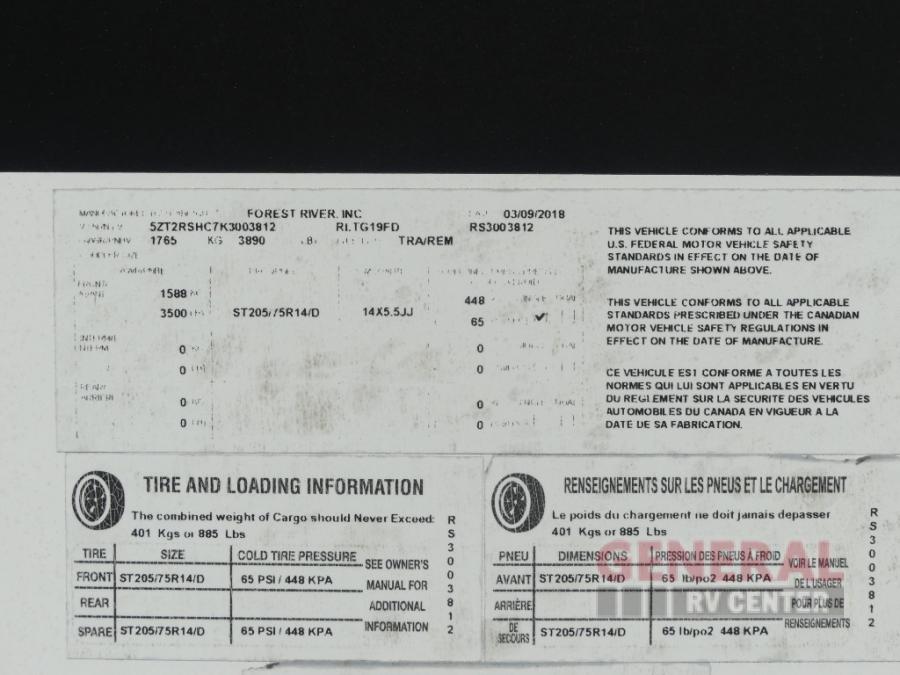 FOREST RIVER, INC 03/09/2018
5ZT2RSHC7K3003812 RLTG19FD RS3003812
1765 KG 3890 TRA/REM
1588
3500 ST205/75R14/D 14X5.5JJ
448
65
0 0
0 0
0 0
0 0
THIS VEHICLE CONFORMS TO ALL APPLICABLE
U.S. FEDERAL MOTOR VEHICLE SAFETY
STANDARDS IN EFFECT ON THE DATE OF
MANUFACTURE SHOWN ABOVE.
THIS VEHICLE CONFORMS TO ALL APPLICABLE
STANDARDS PRESCRIBED UNDER THE CANADIAN
MOTOR VEHICLE SAFETY REGULATIONS IN
EFFECT ON THE DATE OF MANUFACTURE.
CE VEHICULE EST CONFORME A TOUTES LES
NORMES QUI LUI SONT APPLICABLES EN VERTU
DU REGLEMENT SUR LA SECURITE DES VEHICULES
AUTOMOBILES DU CANADA EN VIGUEUR A LA
DATE DE SA FABRICATION.
TIRE AND LOADING INFORMATION
The combined weight of Cargo should Never Exceed:
401 Kgs or 885 Lbs
TIRE SIZE COLD TIRE PRESSURE
FRONT ST205/75R14/D 65 PSI / 448 KPA
REAR
SPARE ST205/75R14/D 65 PSI / 448 KPA
SEE OWNER'S
MANUAL FOR
ADDITIONAL
INFORMATION
RS3003812
RENSEIGNEMENTS SUR LES PNEUS ET LE CHARGEMENT
Le poids du chargement ne doit jamais depasser
401 Kgs or 885 Lbs
PNEU DIMENSIONS PRESSION DES PNEUS À FROID
AVANT ST205/75R14/D 65 lb/po2 448 KPA
ARRIÈRE
DE SECOURS ST205/75R14/D 65 lb/po2 448 KPA
VOIR LE MANUEL
DE L'USAGER
POUR PLUS DE
RENSEIGNEMENTS
RS3003812
GENERAL
RV CENTER